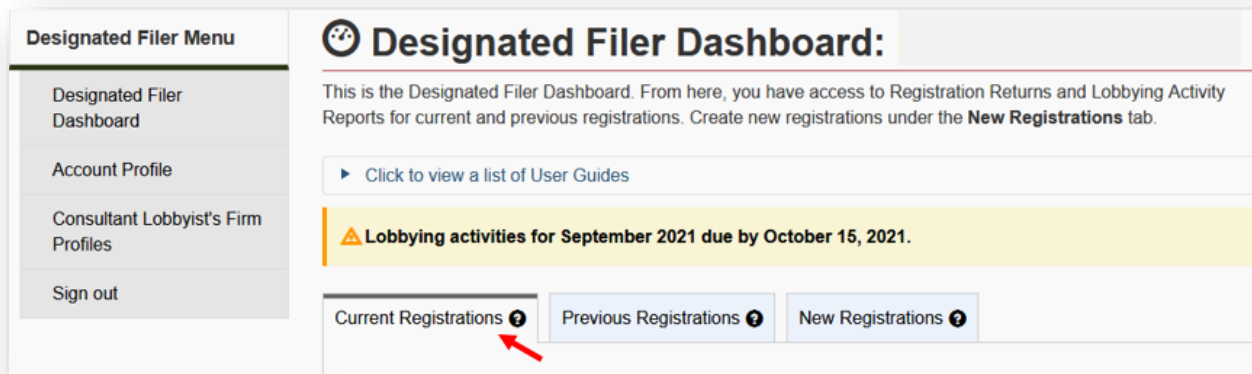 Designated Filer Menu
Designated Filer
Dashboard
Account Profile
Consultant Lobbyist's Firm
Profiles
Sign out
Designated Filer Dashboard:
This is the Designated Filer Dashboard. From here, you have access to Registration Returns and Lobbying Activity
Reports for current and previous registrations. Create new registrations under the New Registrations tab.
Click to view a list of User Guides
Lobbying activities for September 2021 due by October 15, 2021.
Current Registrations ?
Previous Registrations ?
New Registrations ?